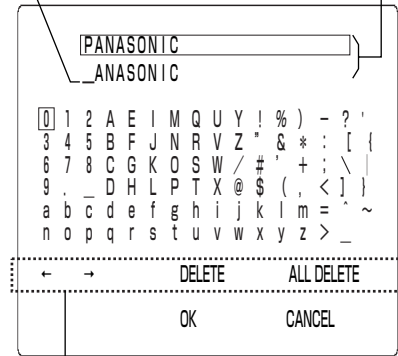 PANASONIC
_ANASONIC
0 1 2 A E I M Q U Y ! % ) - ? '
3 4 5 B F J N R V Z " & * : [ {
6 7 8 C G K O S W / # ' + ; \ |
9 . _ D H L P T X @ $ ( , < ] }
a b c d e f g h i j k l m = ^ ~
n o p q r s t u v w x y z > _
← → DELETE ALL DELETE
OK CANCEL